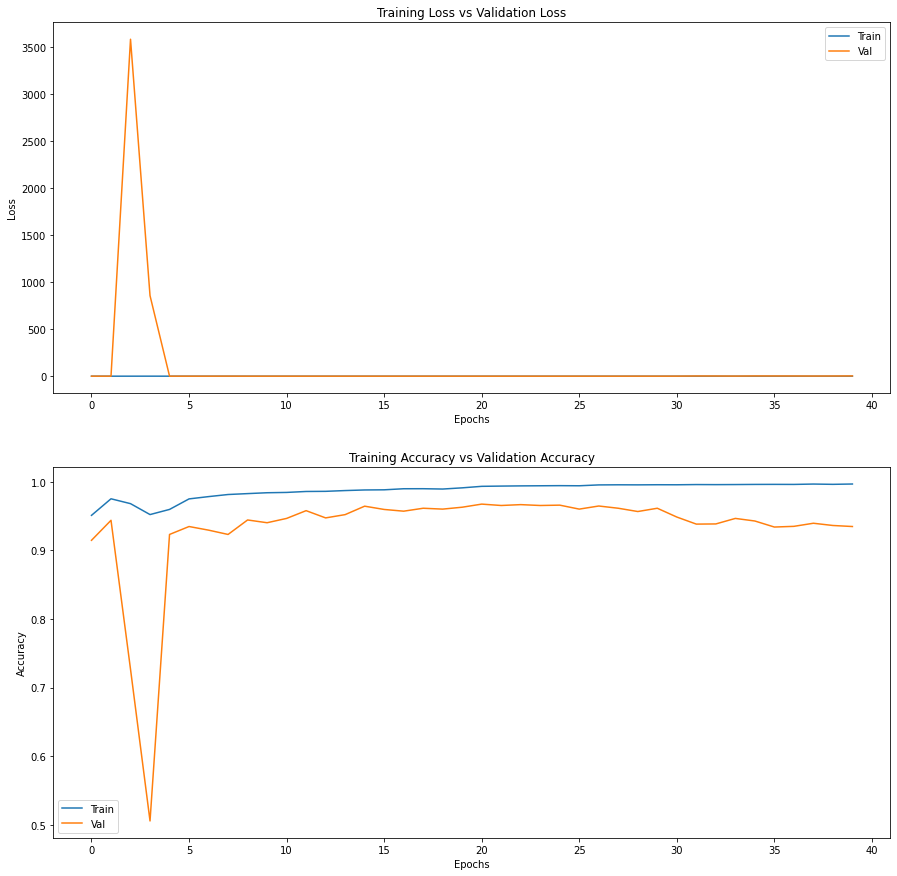 Training Loss vs Validation Loss
Train
Val
3500
3000
2500
2000
1500
1000
500
0
Loss
0 5 10 15 20 25 30 35 40
Epochs
Training Accuracy vs Validation Accuracy
1.0
0.9
0.8
0.7
0.6
0.5
Accuracy
Train
Val
0 5 10 15 20 25 30 35 40
Epochs